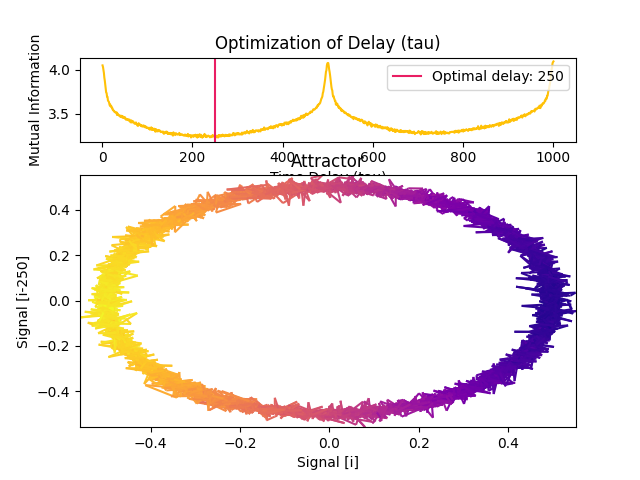 Optimization of Delay (tau)
Mutual Information
4.0
3.5
Optimal delay: 250
0 200 400 600 800 1000
Time Delay (tau)
Attractor
Signal [i-250]
0.4
0.2
0.0
−0.2
−0.4
−0.4 −0.2 0.0 0.2 0.4
Signal [i]